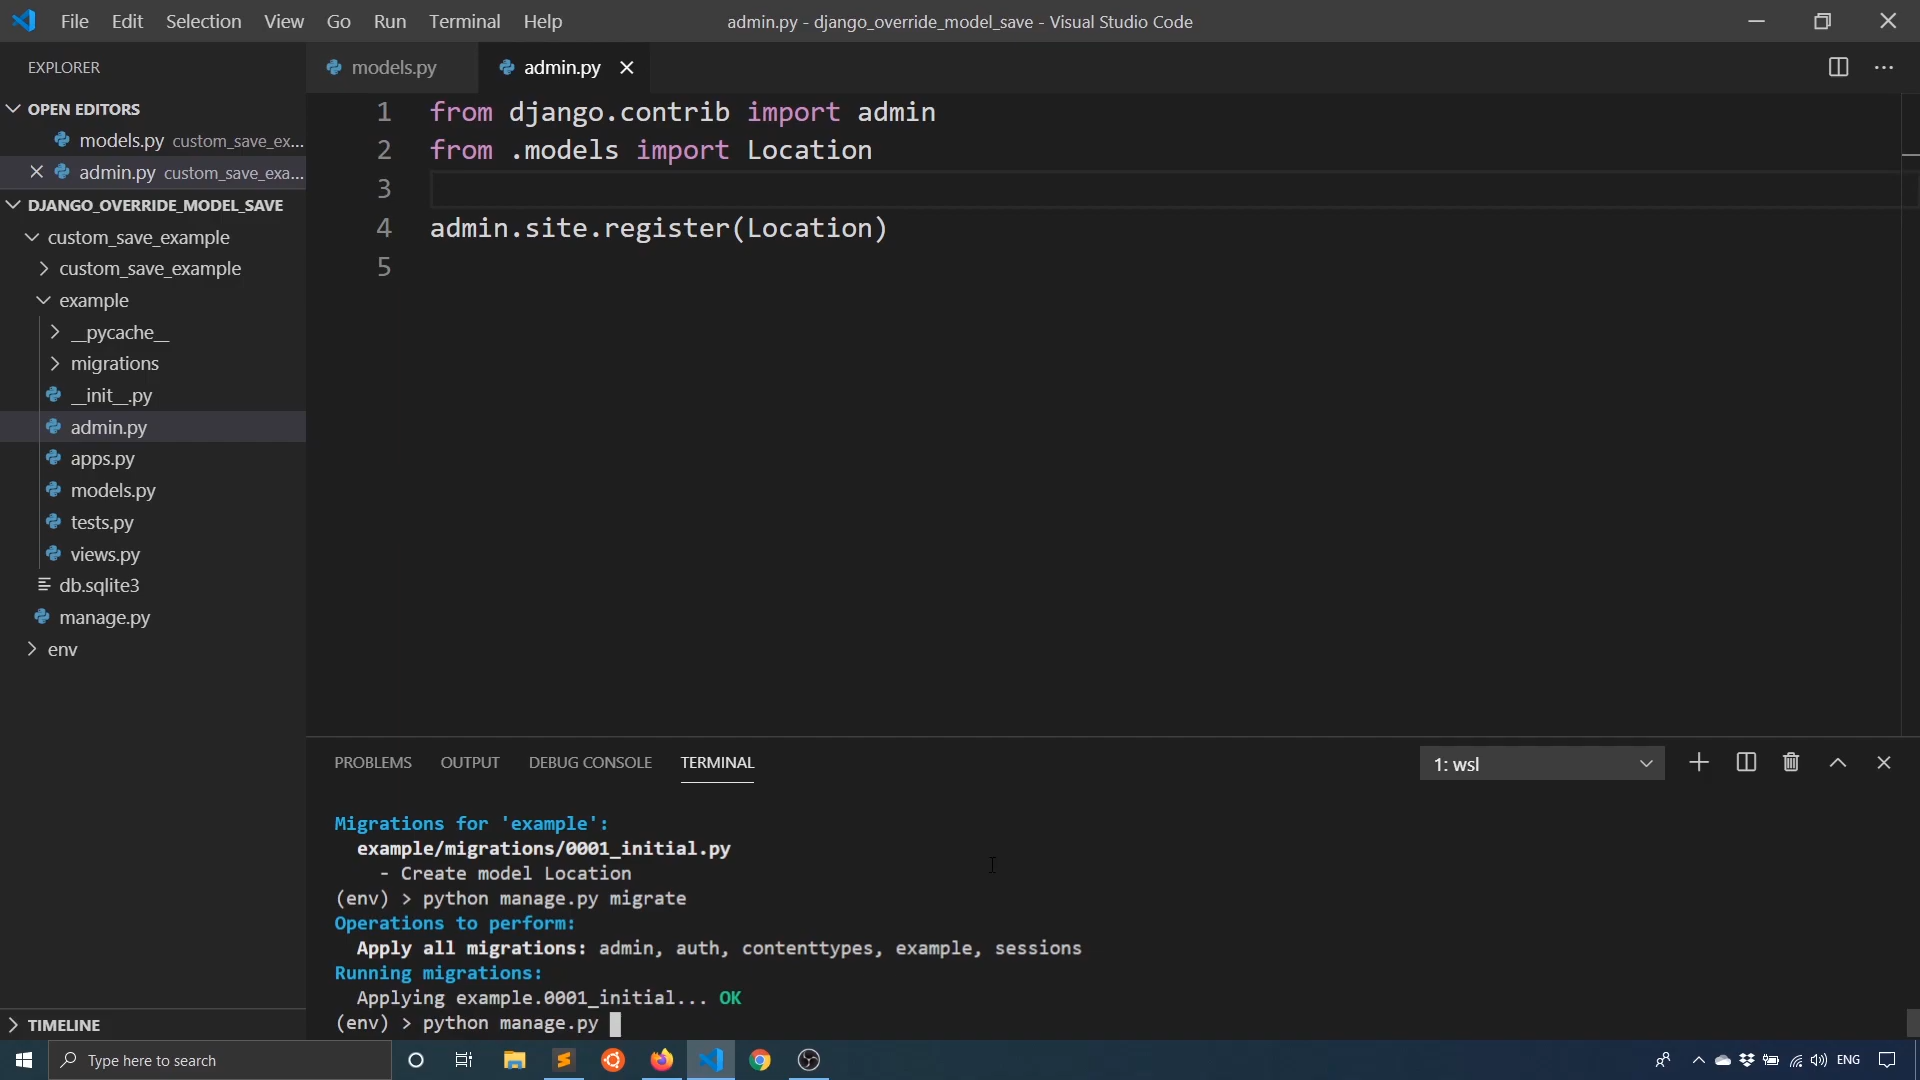 File Edit Selection View Go Run Terminal Help
admin.py - django_override_model_save - Visual Studio Code
EXPLORER
OPEN EDITORS
models.py custom_save_ex...
admin.py custom_save_exa...
DJANGO_OVERRIDE_MODEL_SAVE
custom_save_example
custom_save_example
example
__pycache__
migrations
__init__.py
admin.py
apps.py
models.py
tests.py
views.py
db.sqlite3
manage.py
env
TIMELINE
models.py
admin.py
1 from django.contrib import admin
2 from .models import Location
3
4 admin.site.register(Location)
5
PROBLEMS OUTPUT DEBUG CONSOLE TERMINAL
1: wsl
Migrations for 'example':
example/migrations/0001_initial.py
- Create model Location
(env) > python manage.py migrate
Operations to perform:
Apply all migrations: admin, auth, contenttypes, example, sessions
Running migrations:
Applying example.0001_initial... OK
(env) > python manage.py
Type here to search
ENG